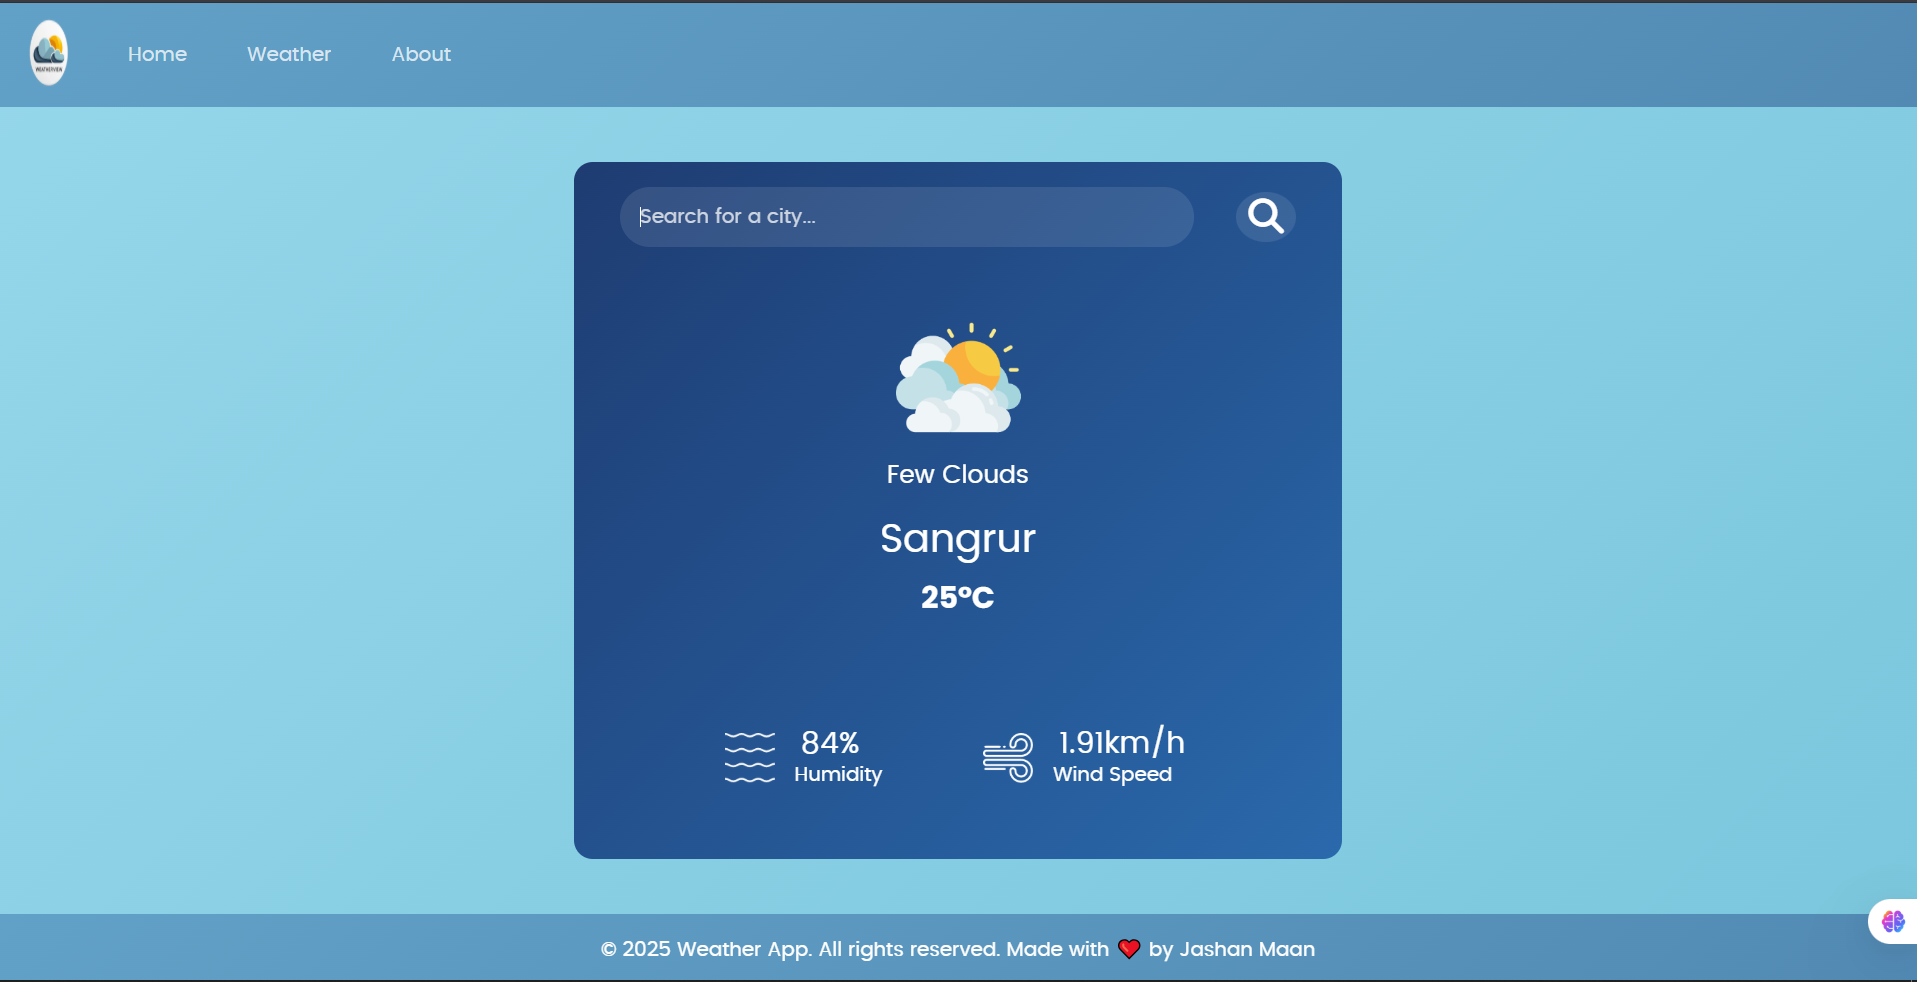 WEATHERVIEW
Home Weather About
Search for a city...
Few Clouds
Sangrur
25°C
84% 1.91km/h
Humidity Wind Speed
© 2025 Weather App. All rights reserved. Made with ❤️ by Jashan Maan